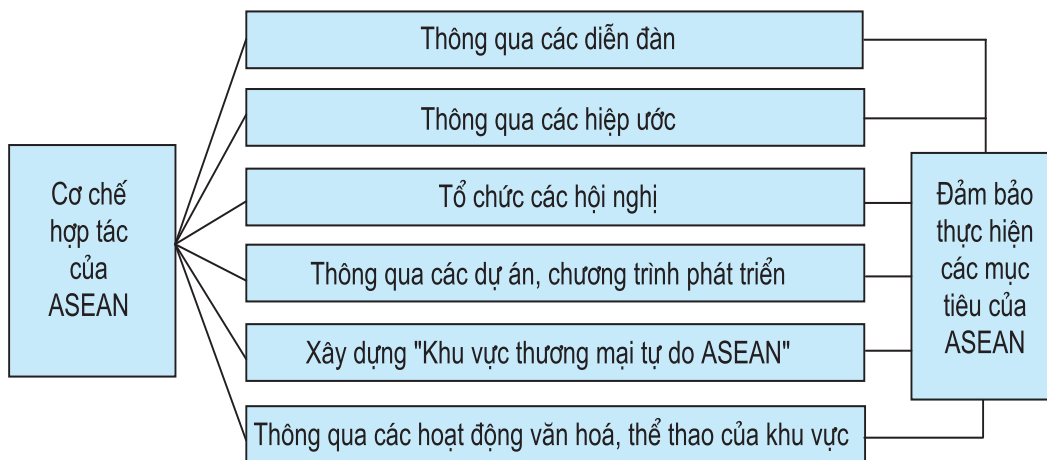 Cơ chế
hợp tác
của
ASEAN
Thông qua các diễn đàn
Thông qua các hiệp ước
Tổ chức các hội nghị
Thông qua các dự án, chương trình phát triển
Xây dựng "Khu vực thương mại tự do ASEAN"
Thông qua các hoạt động văn hoá, thể thao của khu vực
Đảm bảo
thực hiện
các mục
tiêu của
ASEAN